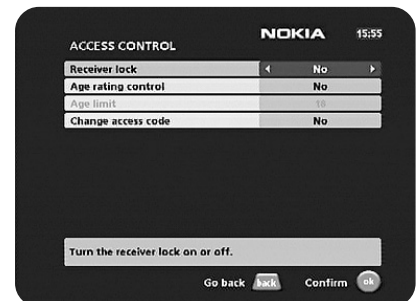 NOKIA 15:55
ACCESS CONTROL
Receiver lock No
Age rating control No
Age limit 18
Change access code No
Turn the receiver lock on or off.
Go back back Confirm ok